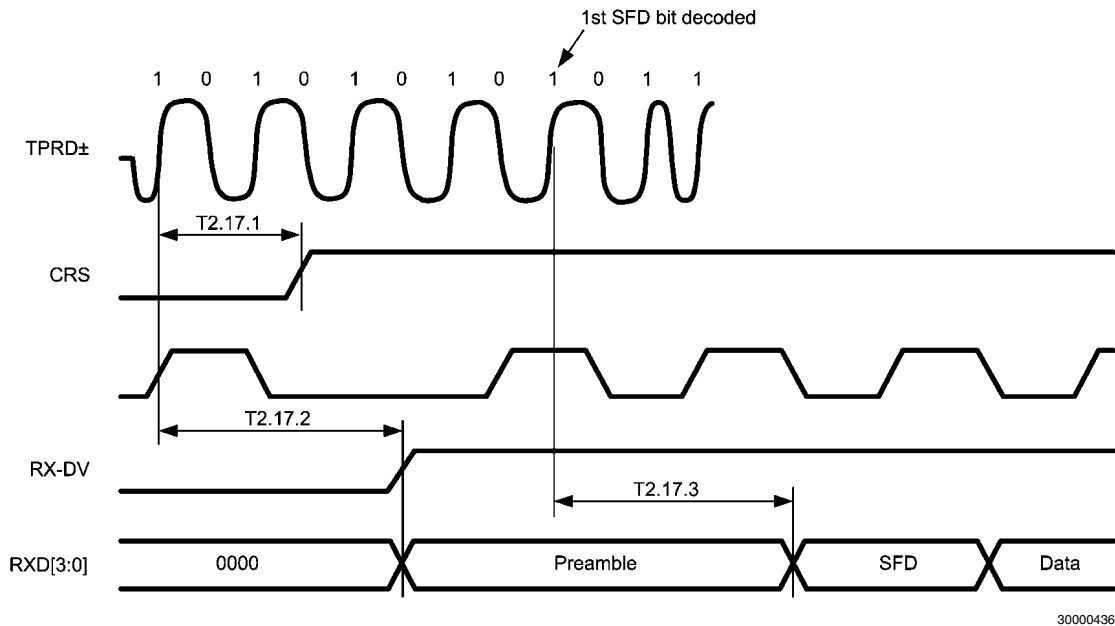 1st SFD bit decoded
1 0 1 0 1 0 1 0 1 0 1 1
TPRD±
T2.17.1
CRS
T2.17.2
RX-DV
T2.17.3
RXD[3:0] 0000 Preamble SFD Data
30000436